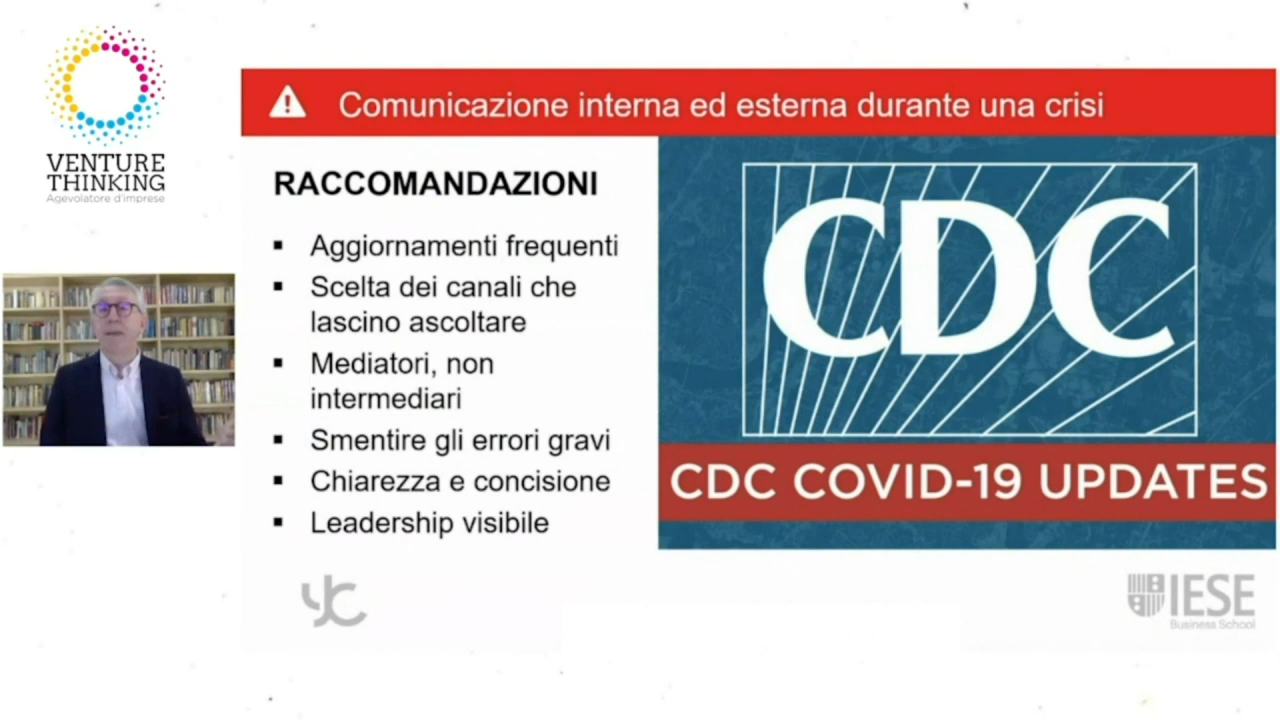 VENTURE
THINKING
Agevolatore d'imprese
Comunicazione interna ed esterna durante una crisi
RACCOMANDAZIONI
▪ Aggiornamenti frequenti
▪ Scelta dei canali che
lascino ascoltare
▪ Mediatori, non
intermediari
▪ Smentire gli errori gravi
▪ Chiarezza e concisione
▪ Leadership visibile
CDC
CDC COVID-19 UPDATES
yc
IESE
Business School